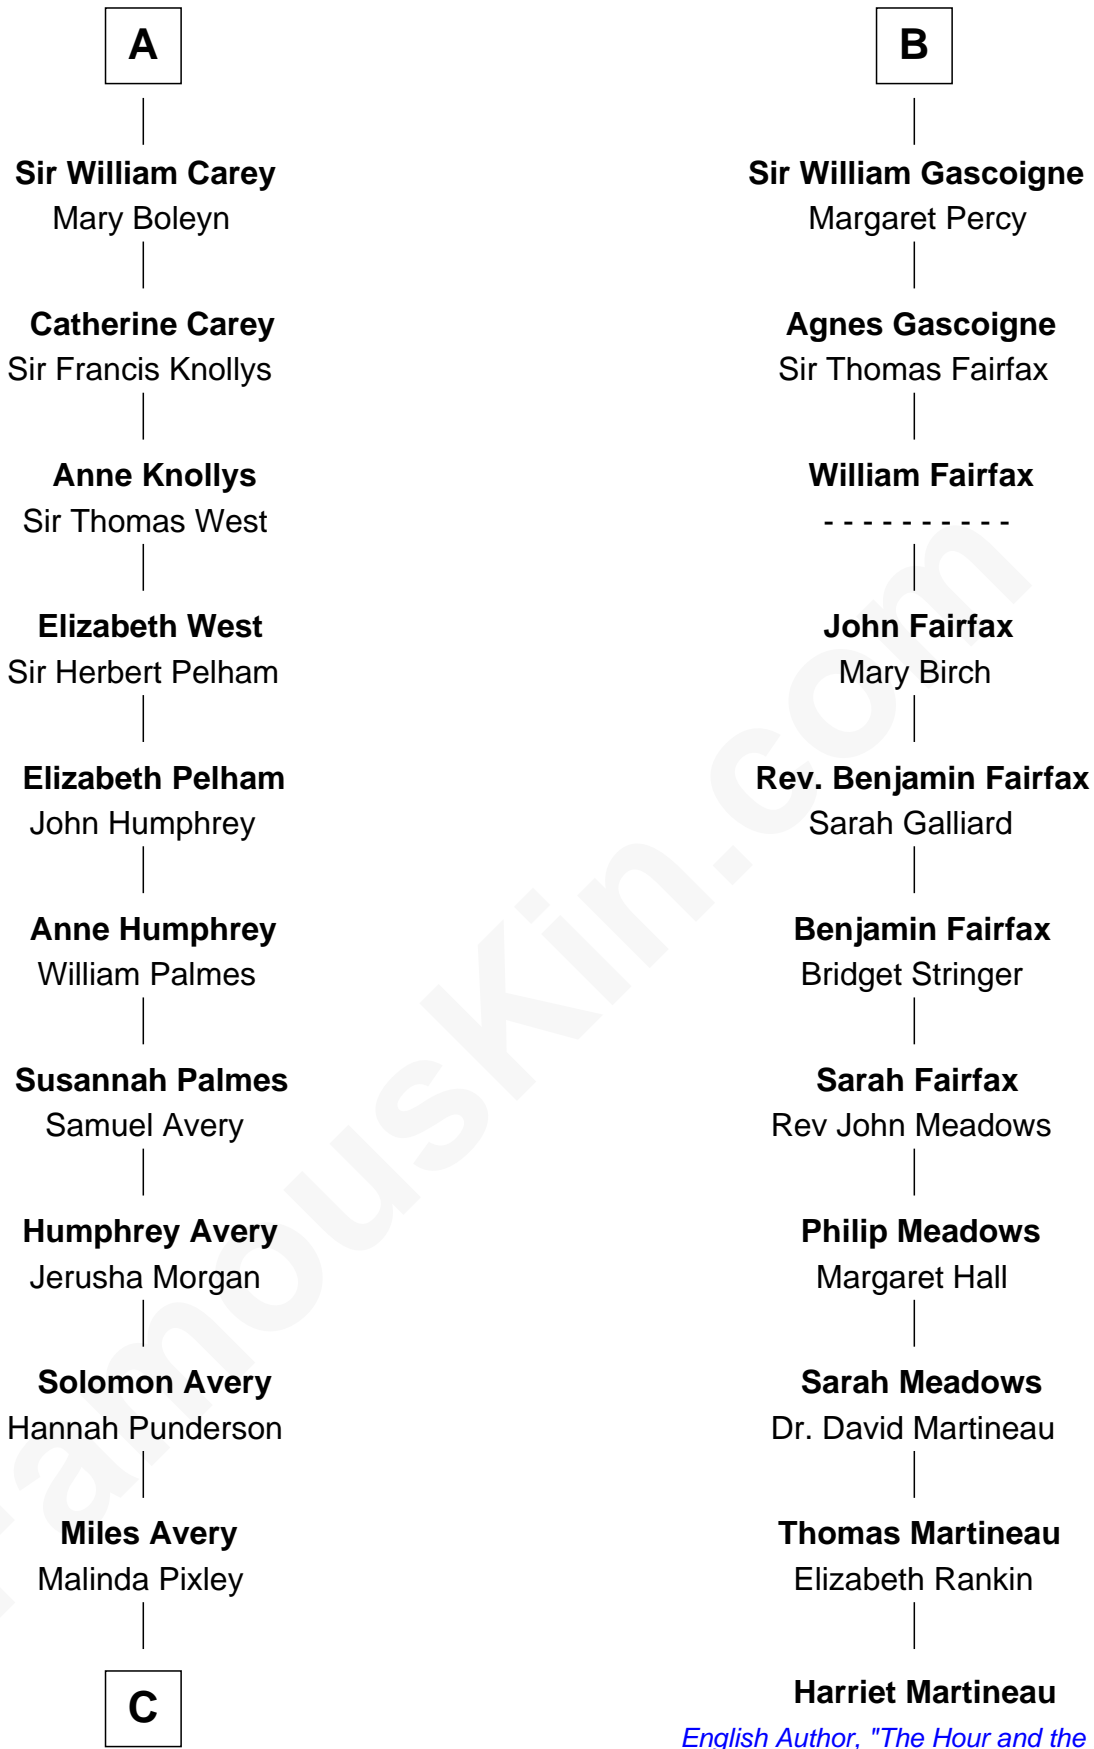 A
Sir William Carey
Mary Boleyn
Catherine Carey
Sir Francis Knollys
Anne Knollys
Sir Thomas West
Elizabeth West
Sir Herbert Pelham
Elizabeth Pelham
John Humphrey
Anne Humphrey
William Palmes
Susannah Palmes
Samuel Avery
Humphrey Avery
Jerusha Morgan
Solomon Avery
Hannah Punderson
Miles Avery
Malinda Pixley
C
B
Sir William Gascoigne
Margaret Percy
Agnes Gascoigne
Sir Thomas Fairfax
William Fairfax
- - - - - - - - - -
John Fairfax
Mary Birch
Rev. Benjamin Fairfax
Sarah Galliard
Benjamin Fairfax
Bridget Stringer
Sarah Fairfax
Rev John Meadows
Philip Meadows
Margaret Hall
Sarah Meadows
Dr. David Martineau
Thomas Martineau
Elizabeth Rankin
Harriet Martineau
English Author, "The Hour and the
FamousKin.com